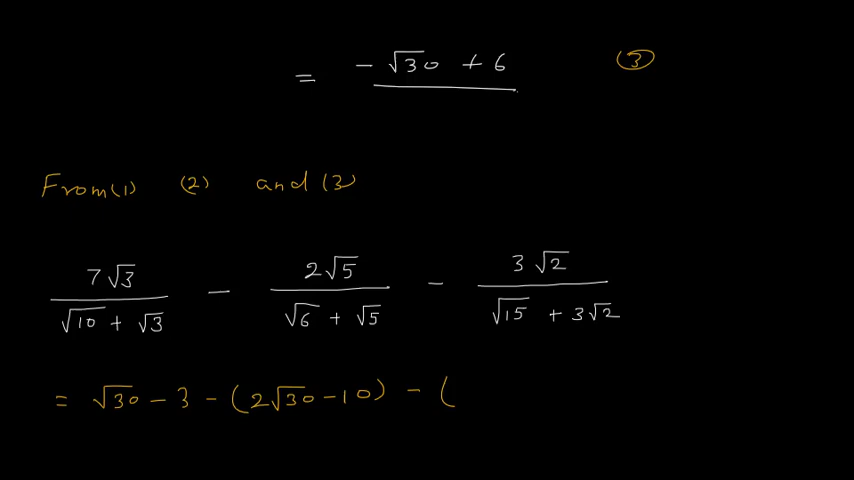 = - √30 + 6 (3)
From (1) (2) and (3)
7√3 / (√10 + √3) - 2√5 / (√6 + √5) - 3√2 / (√15 + 3√2)
= √30 - 3 - (2√30 - 10) - (